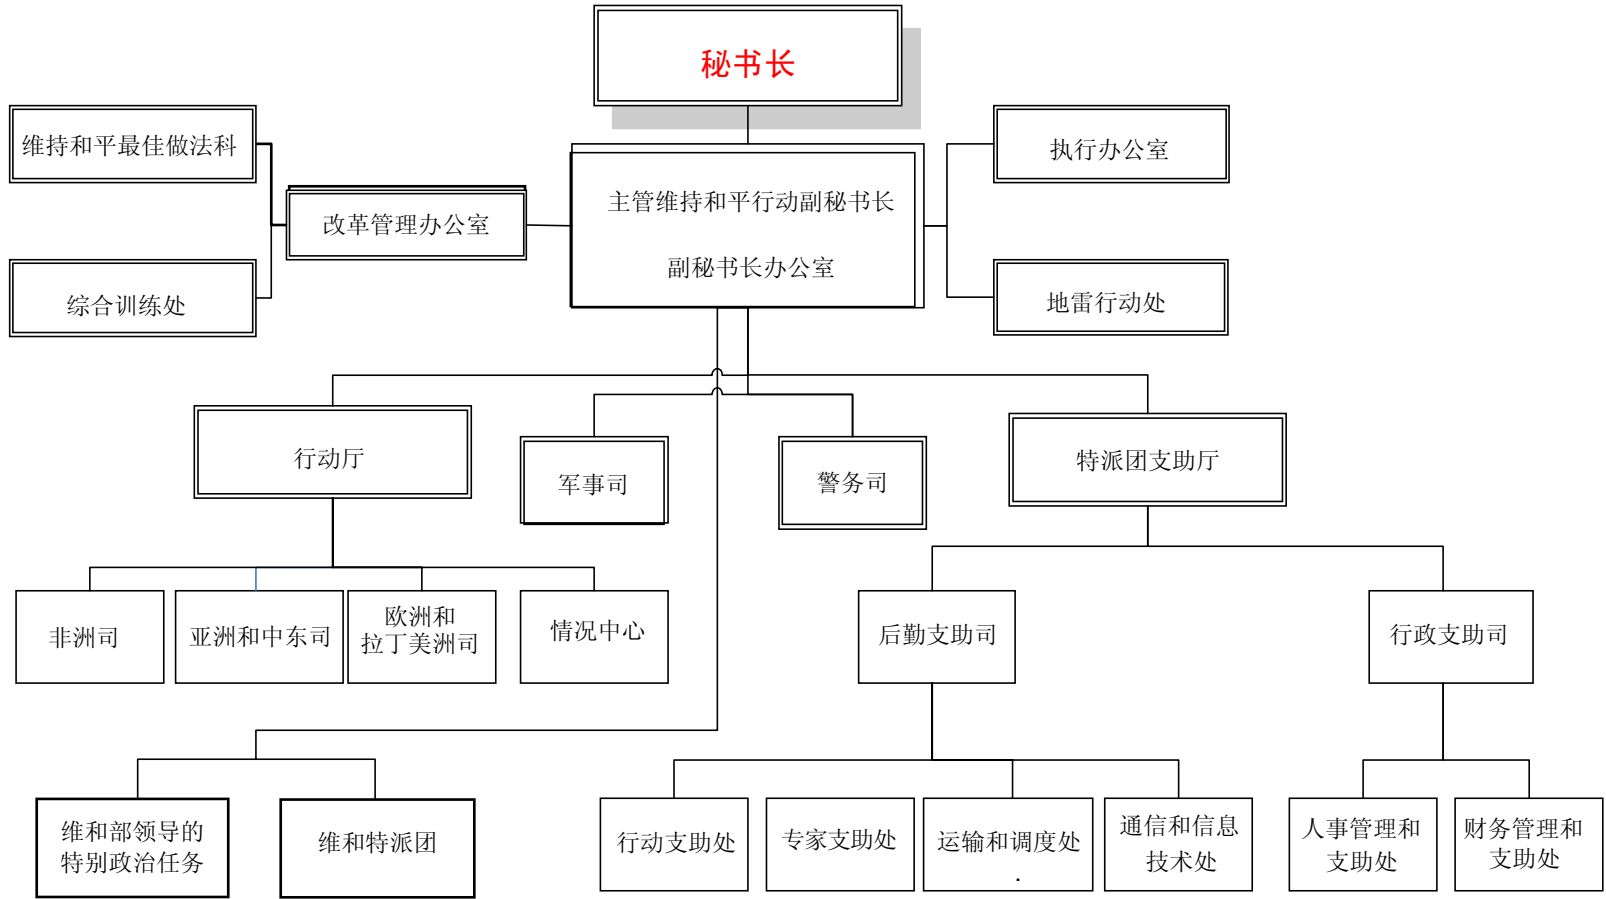 秘书长
维持和平最佳做法科
执行办公室
主管维持和平行动副秘书长
改革管理办公室
副秘书长办公室
综合训练处
地雷行动处
行动厅
军事司
警务司
特派团支助厅
非洲司
亚洲和中东司
欧洲和
拉丁美洲司
情况中心
后勤支助司
行政支助司
维和部领导的
特别政治任务
维和特派团
行动支助处
专家支助处
运输和调度处
.
通信和信息
技术处
人事管理和
支助处
财务管理和
支助处